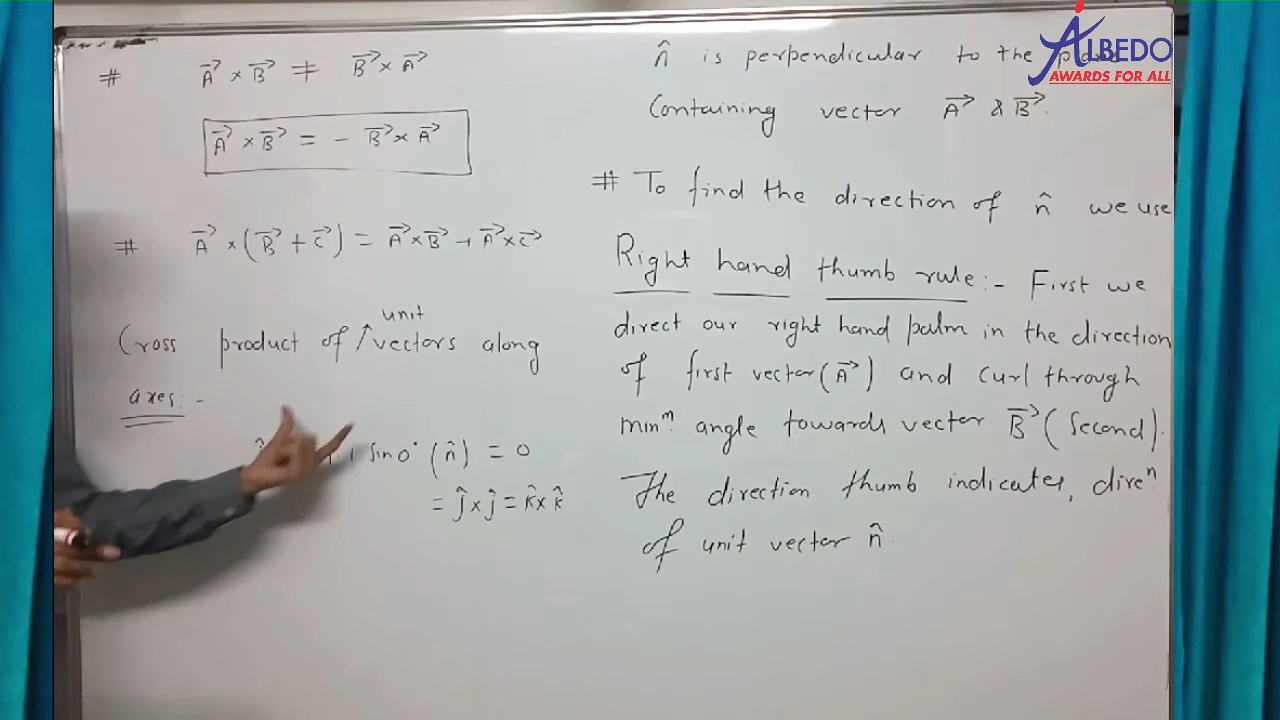 # A⃗ × B⃗ ≠ B⃗ × A⃗
A⃗ × B⃗ = - B⃗ × A⃗
# A⃗ × (B⃗ + C⃗) = A⃗ × B⃗ + A⃗ × C⃗
Cross product of ↑ unit vectors along
axes :-
1 sin0° (n̂) = 0
= ĵ × ĵ = k̂ × k̂
n̂ is perpendicular to the plane
Containing vector A⃗ & B⃗.
# To find the direction of n̂ we use
Right hand thumb rule :- First we
direct our right hand palm in the direction
of first vector (A⃗) and curl through
minᵐ. angle towards vector B⃗ (Second).
The direction thumb indicates, direⁿ
of unit vector n̂.
ALBEDO
AWARDS FOR ALL